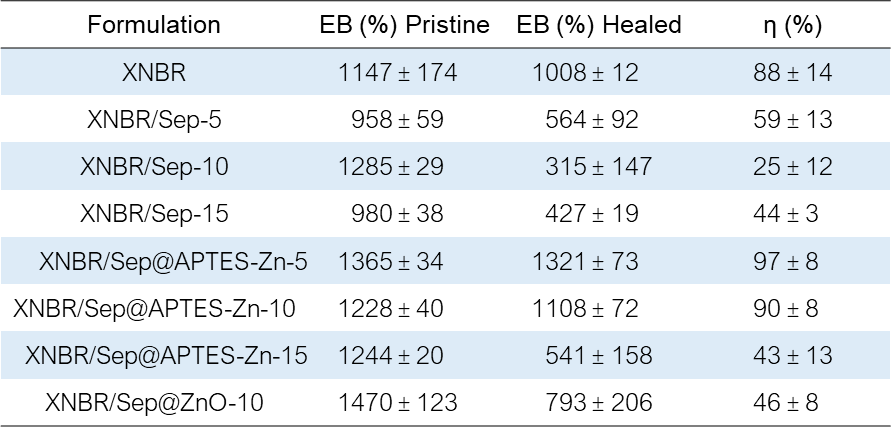 Formulation EB (%) Pristine EB (%) Healed η (%)
XNBR 1147 ± 174 1008 ± 12 88 ± 14
XNBR/Sep-5 958 ± 59 564 ± 92 59 ± 13
XNBR/Sep-10 1285 ± 29 315 ± 147 25 ± 12
XNBR/Sep-15 980 ± 38 427 ± 19 44 ± 3
XNBR/Sep@APTES-Zn-5 1365 ± 34 1321 ± 73 97 ± 8
XNBR/Sep@APTES-Zn-10 1228 ± 40 1108 ± 72 90 ± 8
XNBR/Sep@APTES-Zn-15 1244 ± 20 541 ± 158 43 ± 13
XNBR/Sep@ZnO-10 1470 ± 123 793 ± 206 46 ± 8